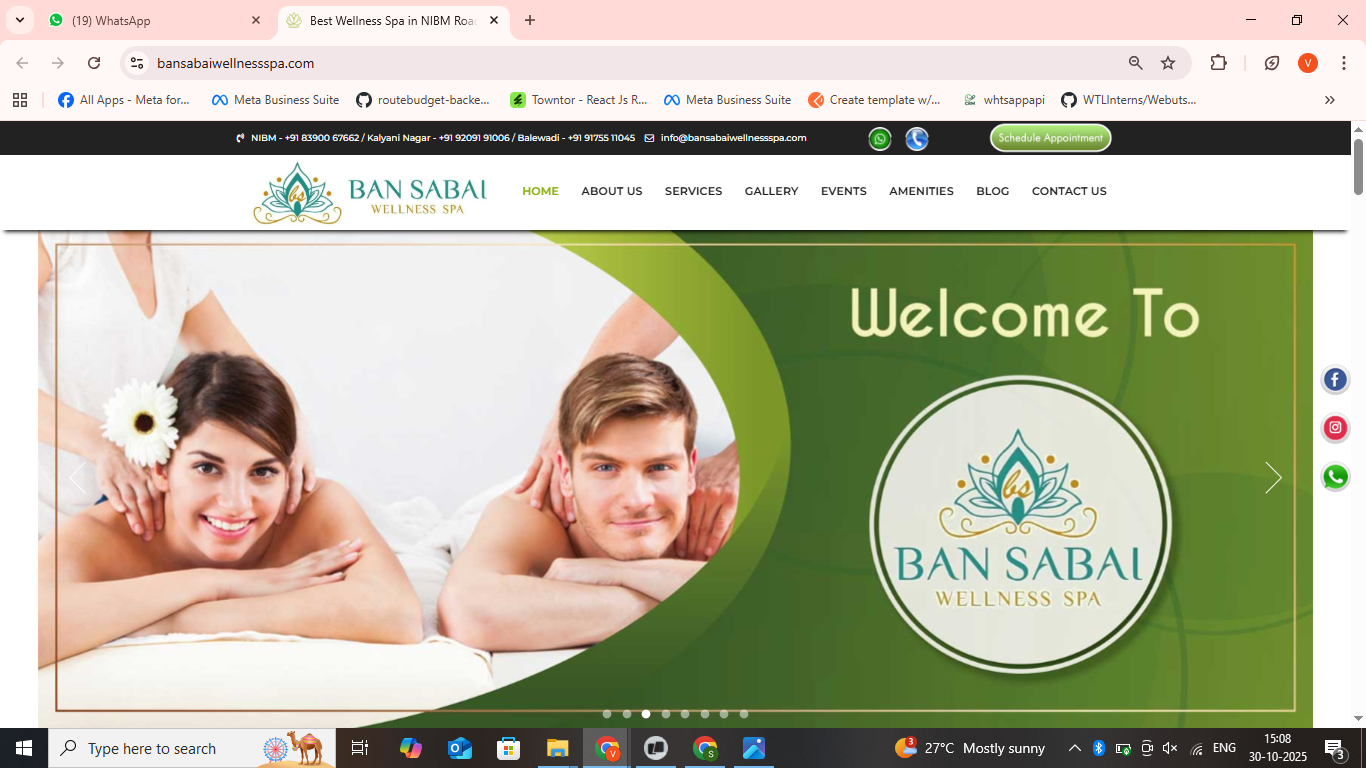 (19) WhatsApp
Best Wellness Spa in NIBM Roac
bansabaiwellnessspa.com
V
All Apps - Meta for...
Meta Business Suite
routebudget-backe...
Towntor - React Js R...
Meta Business Suite
Create template w/...
whtsappapi
WTLInterns/Webuts...
NIBM - +91 83900 67662 / Kalyani Nagar - +91 92091 91006 / Balewadi - +91 91755 11045
info@bansabaiwellnessspa.com
Schedule Appointment
bs
BAN SABAI
WELLNESS SPA
HOME
ABOUT US
SERVICES
GALLERY
EVENTS
AMENITIES
BLOG
CONTACT US
Welcome To
bs
BAN SABAI
WELLNESS SPA
Type here to search
V
S
3
27°C Mostly sunny
ENG
15:08
30-10-2025
3